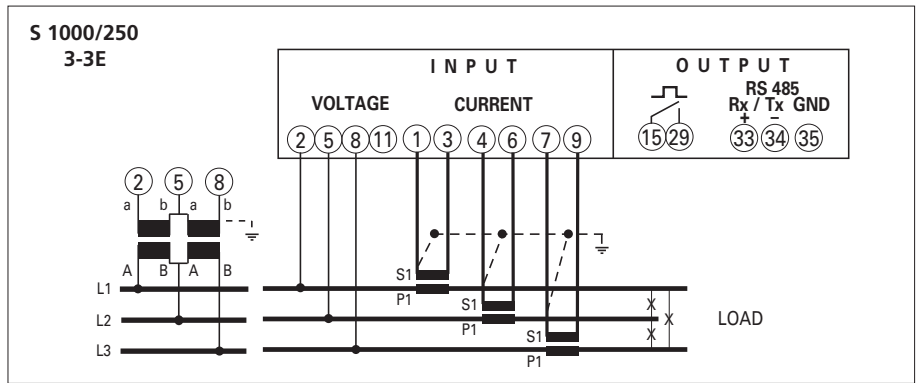 S 1000/250
3-3E
INPUT
OUTPUT
VOLTAGE CURRENT
RS 485
Rx / Tx GND
+ −
2 5 8 11 1 3 4 6 7 9
15 29 33 34 35
2 5 8
a b a b
A B A B
S1
P1
S1
P1
S1
P1
L1
L2
L3
X
X
X
LOAD